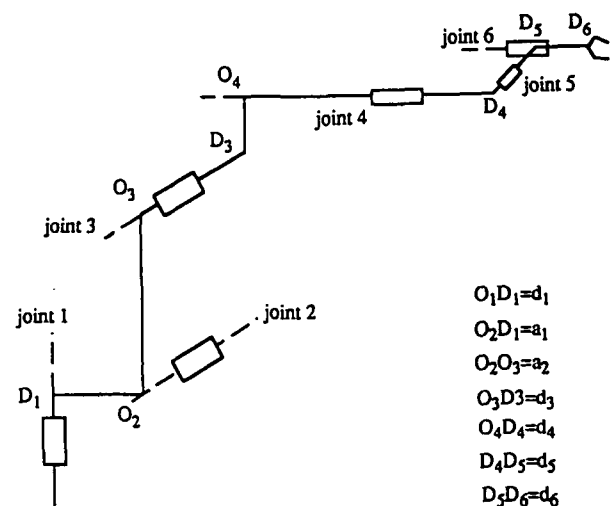 joint 6
D5
D6
O4
joint 5
joint 4
D4
D3
O3
joint 3
joint 1
joint 2
D1
O2
O1D1=d1
O2D1=a1
O2O3=a2
O3D3=d3
O4D4=d4
D4D5=d5
D5D6=d6